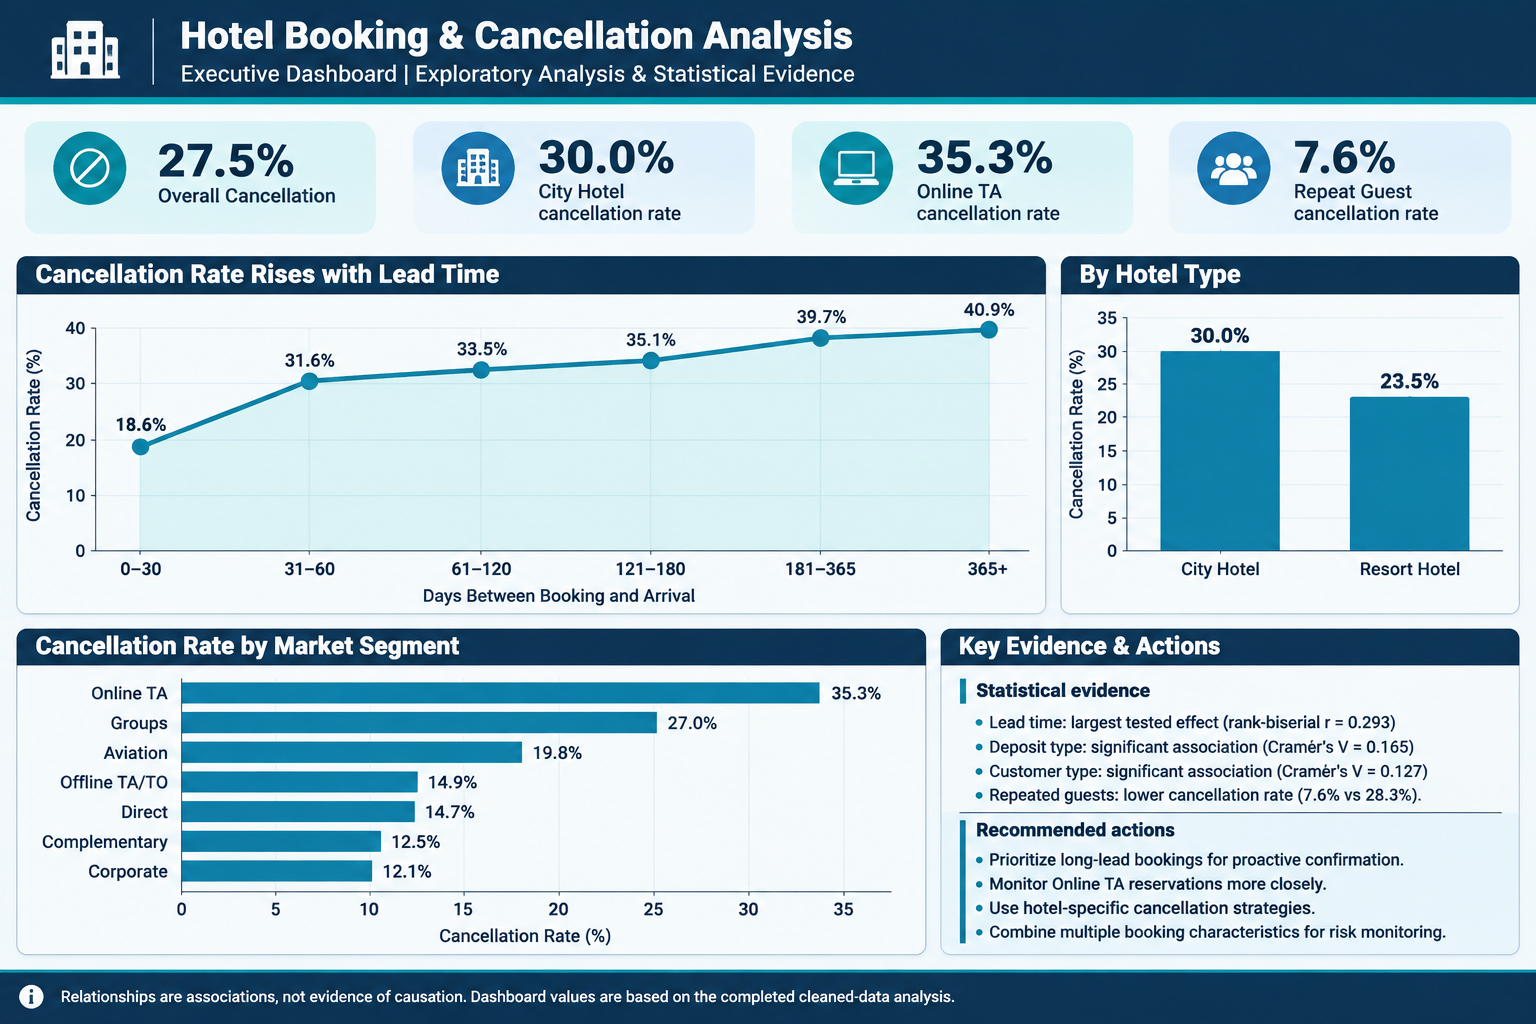 Hotel Booking & Cancellation Analysis
Executive Dashboard | Exploratory Analysis & Statistical Evidence
27.5%
Overall Cancellation
30.0%
City Hotel
cancellation rate
35.3%
Online TA
cancellation rate
7.6%
Repeat Guest
cancellation rate
Cancellation Rate Rises with Lead Time
Cancellation Rate (%)
40
30
20
10
0
18.6%
31.6%
33.5%
35.1%
39.7%
40.9%
0–30
31–60
61–120
121–180
181–365
365+
Days Between Booking and Arrival
By Hotel Type
Cancellation Rate (%)
35
30
25
20
15
10
5
0
30.0%
23.5%
City Hotel
Resort Hotel
Cancellation Rate by Market Segment
Online TA
35.3%
Groups
27.0%
Aviation
19.8%
Offline TA/TO
14.9%
Direct
14.7%
Complementary
12.5%
Corporate
12.1%
0
5
10
15
20
25
30
35
Cancellation Rate (%)
Key Evidence & Actions
Statistical evidence
• Lead time: largest tested effect (rank-biserial r = 0.293)
• Deposit type: significant association (Cramér's V = 0.165)
• Customer type: significant association (Cramér's V = 0.127)
• Repeated guests: lower cancellation rate (7.6% vs 28.3%).
Recommended actions
• Prioritize long-lead bookings for proactive confirmation.
• Monitor Online TA reservations more closely.
• Use hotel-specific cancellation strategies.
• Combine multiple booking characteristics for risk monitoring.
i
Relationships are associations, not evidence of causation. Dashboard values are based on the completed cleaned-data analysis.